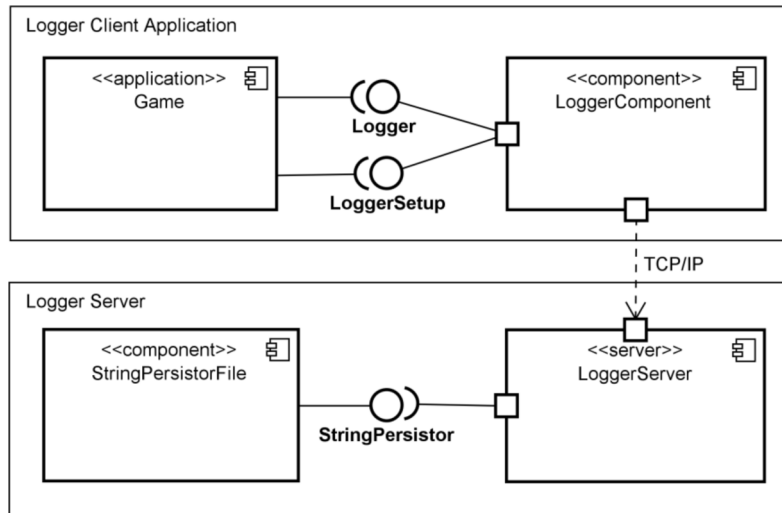 Logger Client Application
<<application>>
Game
Logger
LoggerSetup
<<component>>
LoggerComponent
TCP/IP
Logger Server
<<component>>
StringPersistorFile
StringPersistor
<<server>>
LoggerServer